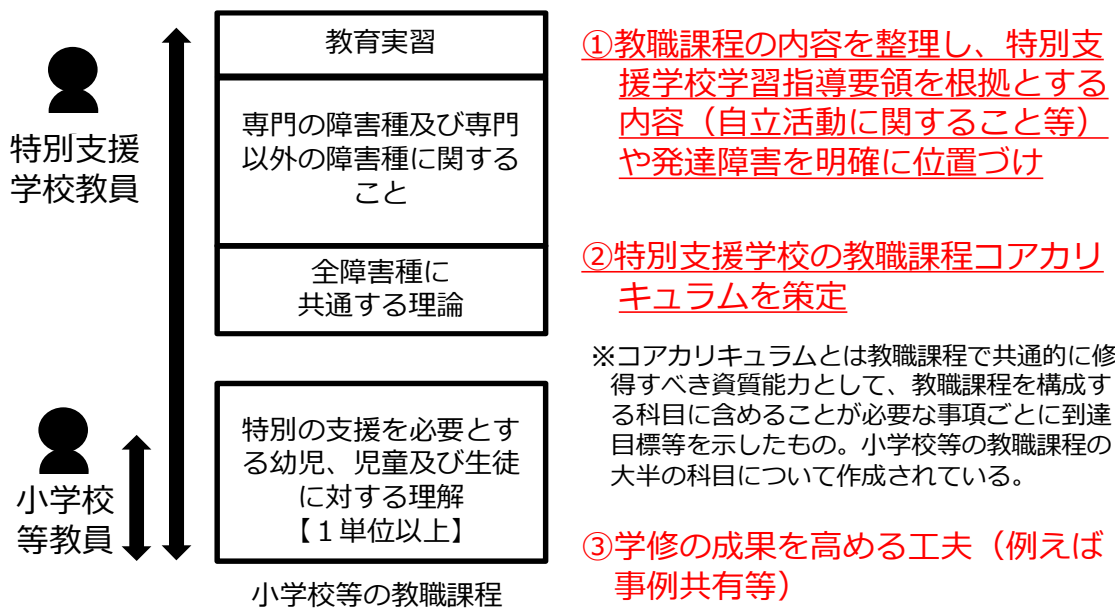 特別支援
学校教員
小学校
等教員
教育実習
専門の障害種及び専門
以外の障害種に関する
こと
全障害種に
共通する理論
特別の支援を必要とす
る幼児、児童及び生徒
に対する理解
【１単位以上】
小学校等の教職課程
①教職課程の内容を整理し、特別支
援学校学習指導要領を根拠とする
内容（自立活動に関すること等）
や発達障害を明確に位置づけ
②特別支援学校の教職課程コアカリ
キュラムを策定
※コアカリキュラムとは教職課程で共通的に修
得すべき資質能力として、教職課程を構成す
る科目に含めることが必要な事項ごとに到達
目標等を示したもの。小学校等の教職課程の
大半の科目について作成されている。
③学修の成果を高める工夫（例えば
事例共有等）